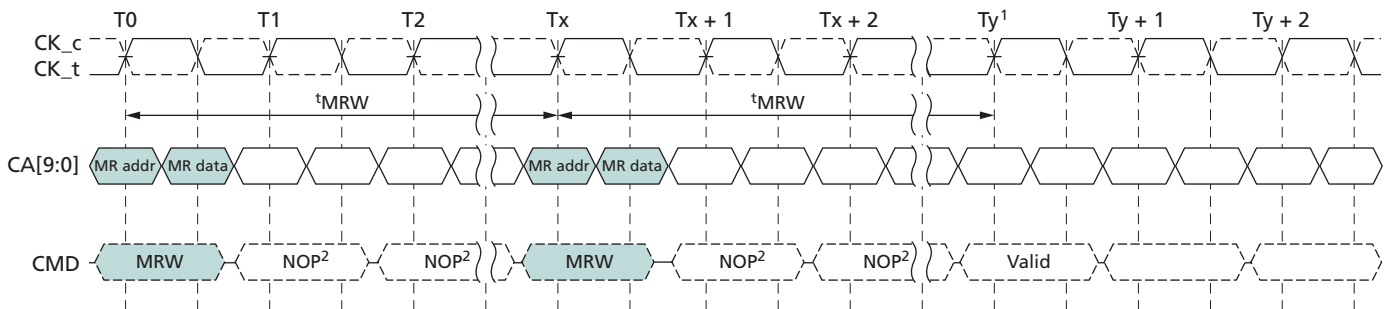 T0 T1 T2 Tx Tx + 1 Tx + 2 Ty¹ Ty + 1 Ty + 2
CK_c
CK_t
ᵗMRW ᵗMRW
CA[9:0] MR addr MR data MR addr MR data
CMD MRW NOP² NOP² MRW NOP² NOP² Valid